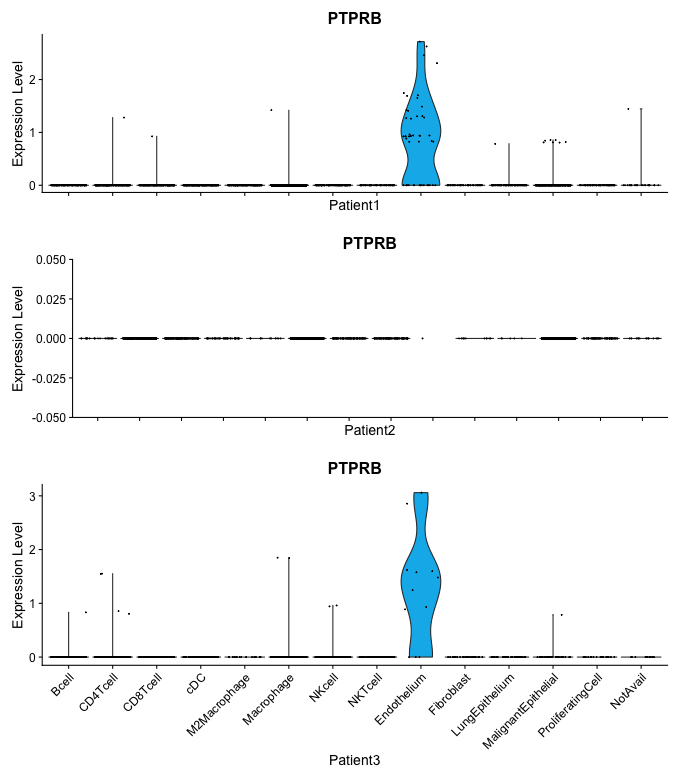 PTPRB
Expression Level
2
1
0
Patient1
PTPRB
Expression Level
0.050
0.025
0.000
-0.025
-0.050
Patient2
PTPRB
Expression Level
3
2
1
0
Bcell
CD4Tcell
CD8Tcell
cDC
M2Macrophage
Macrophage
NKcell
NKTcell
Endothelium
Fibroblast
LungEpithelium
MalignantEpithelial
ProliferatingCell
NotAvail
Patient3